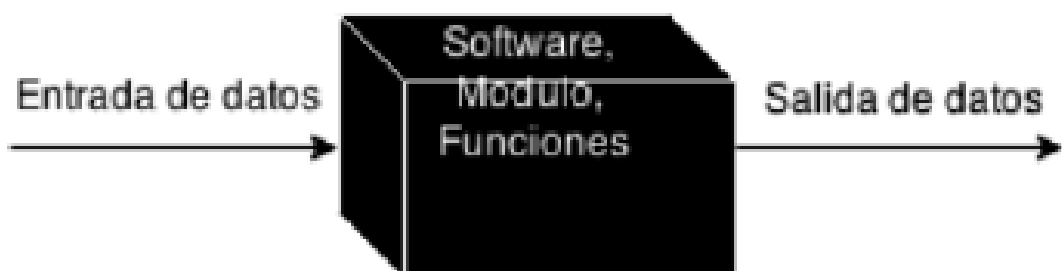 Entrada de datos
Software,
Modulo,
Funciones
Salida de datos